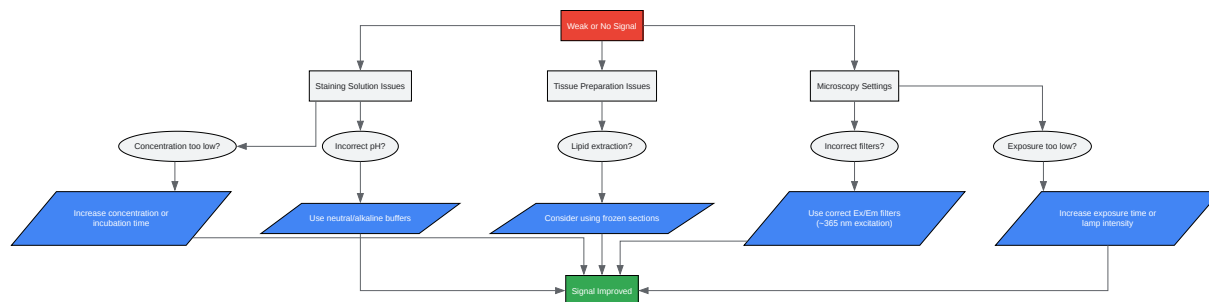 Weak or No Signal
Staining Solution Issues
Tissue Preparation Issues
Microscopy Settings
Concentration too low?
Incorrect pH?
Lipid extraction?
Incorrect filters?
Exposure too low?
Increase concentration or
incubation time
Use neutral/alkaline buffers
Consider using frozen sections
Use correct Ex/Em filters
(~365 nm excitation)
Increase exposure time or
lamp intensity
Signal Improved